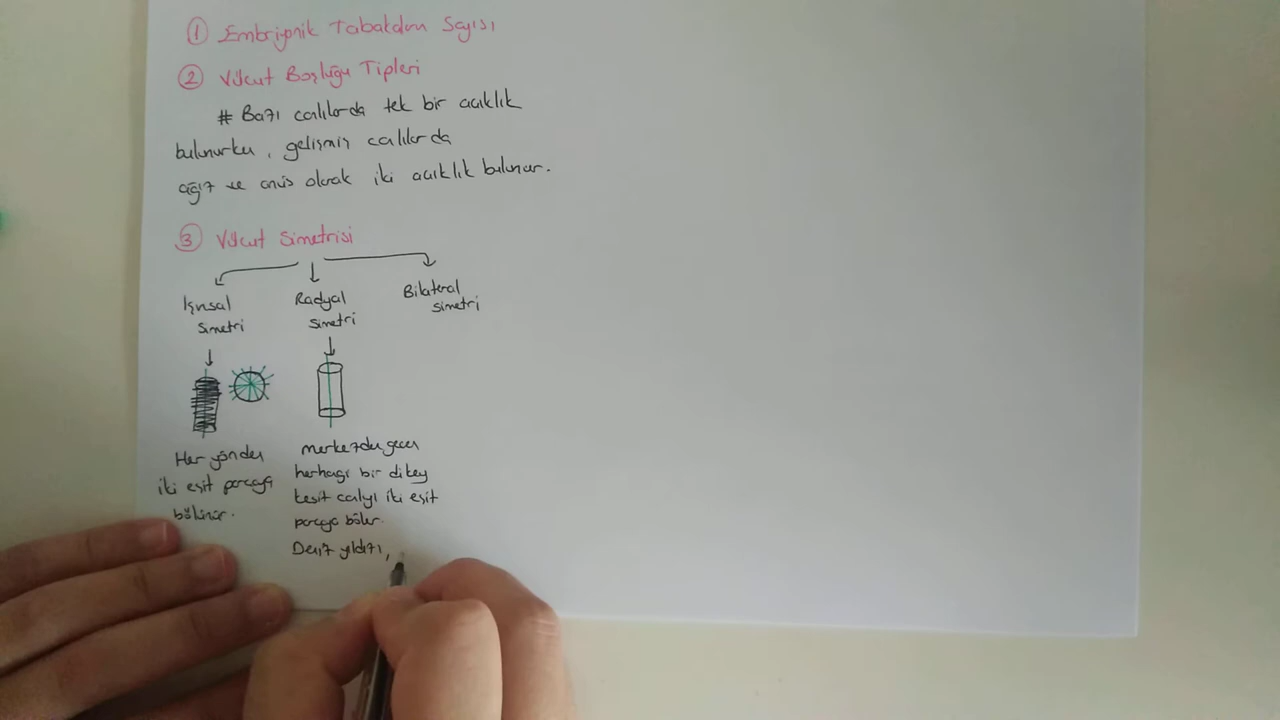 ① Embriyonik Tabakaların Sayısı
② Vücut Boşluğu Tipleri
# Bazı canlılarda tek bir açıklık
bulunurken, gelişmiş canlılarda
ağız ve anüs olarak iki açıklık bulunur.
③ Vücut Simetrisi
Işınsal simetri
Radyal simetri
Bilateral simetri
Her yönden
iki eşit parçaya
bölünür.
merkezden geçen
herhangi bir dikey
kesit canlıyı iki eşit
parçaya böler.
Deniz yıldızı,